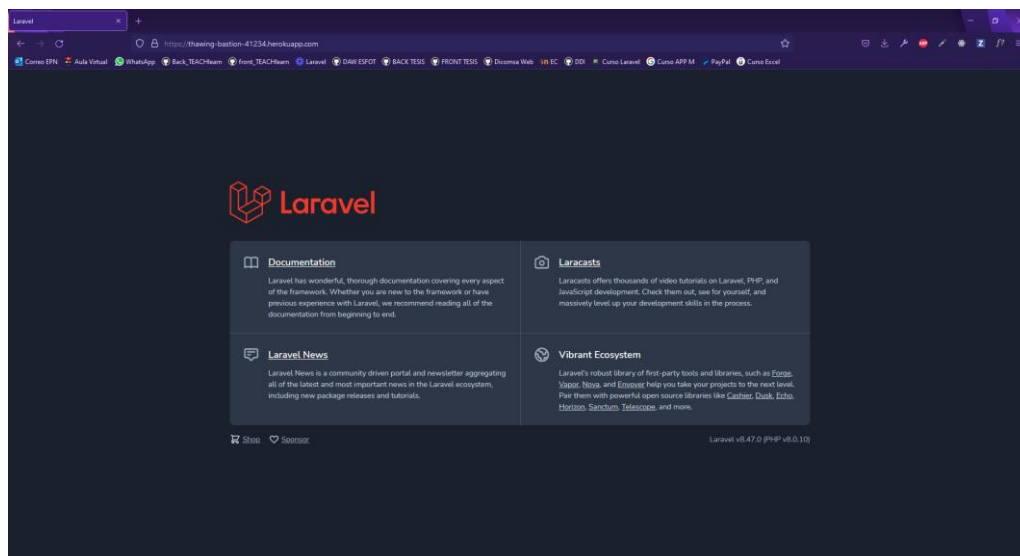 Laravel
https://thawing-bastion-41234.herokuapp.com
Correo EPN Aula Virtual WhatsApp Back_TEACHlearn front_TEACHlearn Laravel DAW ESFOT BACK TESIS FRONT TESIS Dicomsa Web EC DDI Curso Laravel Curso APP M PayPal Curso Excel
Laravel
Documentation
Laravel has wonderful, thorough documentation covering every aspect
of the framework. Whether you are new to the framework or have
previous experience with Laravel, we recommend reading all of the
documentation from beginning to end.
Laracasts
Laracasts offers thousands of video tutorials on Laravel, PHP, and
JavaScript development. Check them out, see for yourself, and
massively level up your development skills in the process.
Laravel News
Laravel News is a community driven portal and newsletter aggregating
all of the latest and most important news in the Laravel ecosystem,
including new package releases and tutorials.
Vibrant Ecosystem
Laravel's robust library of first-party tools and libraries, such as Forge,
Vapor, Nova, and Envoyer help you take your projects to the next level.
Pair them with powerful open source libraries like Cashier, Dusk, Echo,
Horizon, Sanctum, Telescope, and more.
Shop Sponsor
Laravel v8.47.0 (PHP v8.0.10)